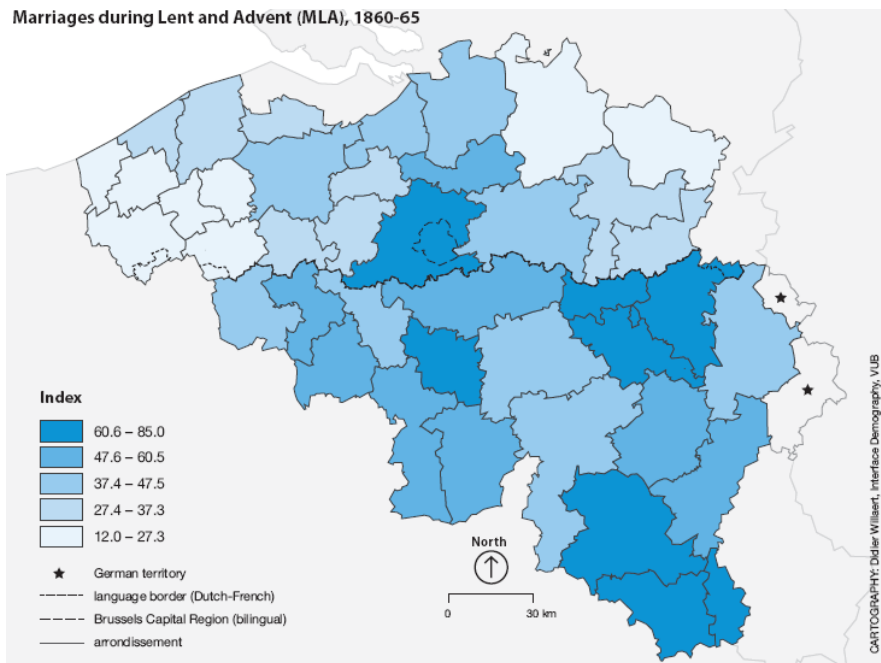 Marriages during Lent and Advent (MLA), 1860-65
Index
60.6 – 85.0
47.6 – 60.5
37.4 – 47.5
27.4 – 37.3
12.0 – 27.3
German territory
language border (Dutch-French)
Brussels Capital Region (bilingual)
arrondissement
North
0 30 km
CARTOGRAPHY: Didier Willaert, Interface Demography, VUB